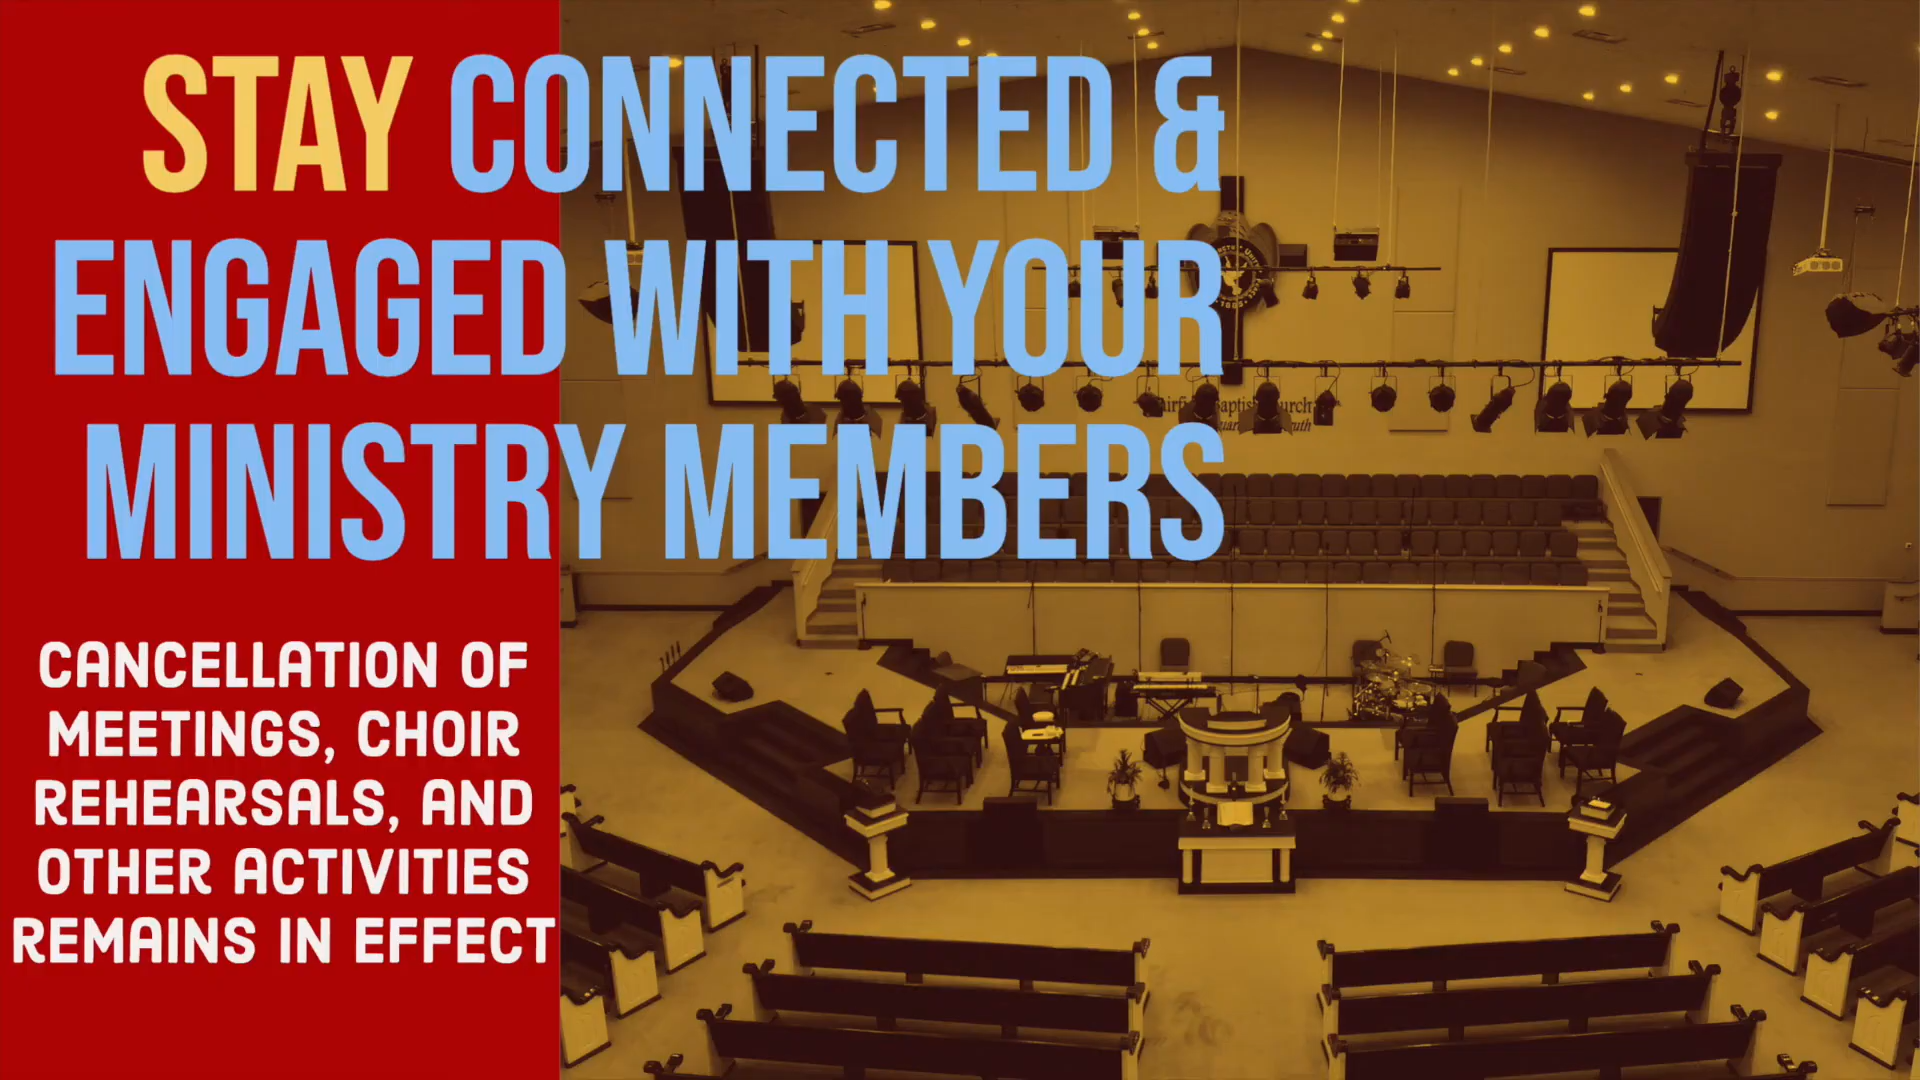 STAY CONNECTED &
ENGAGED WITH YOUR
MINISTRY MEMBERS
CANCELLATION OF
MEETINGS, CHOIR
REHEARSALS, AND
OTHER ACTIVITIES
REMAINS IN EFFECT